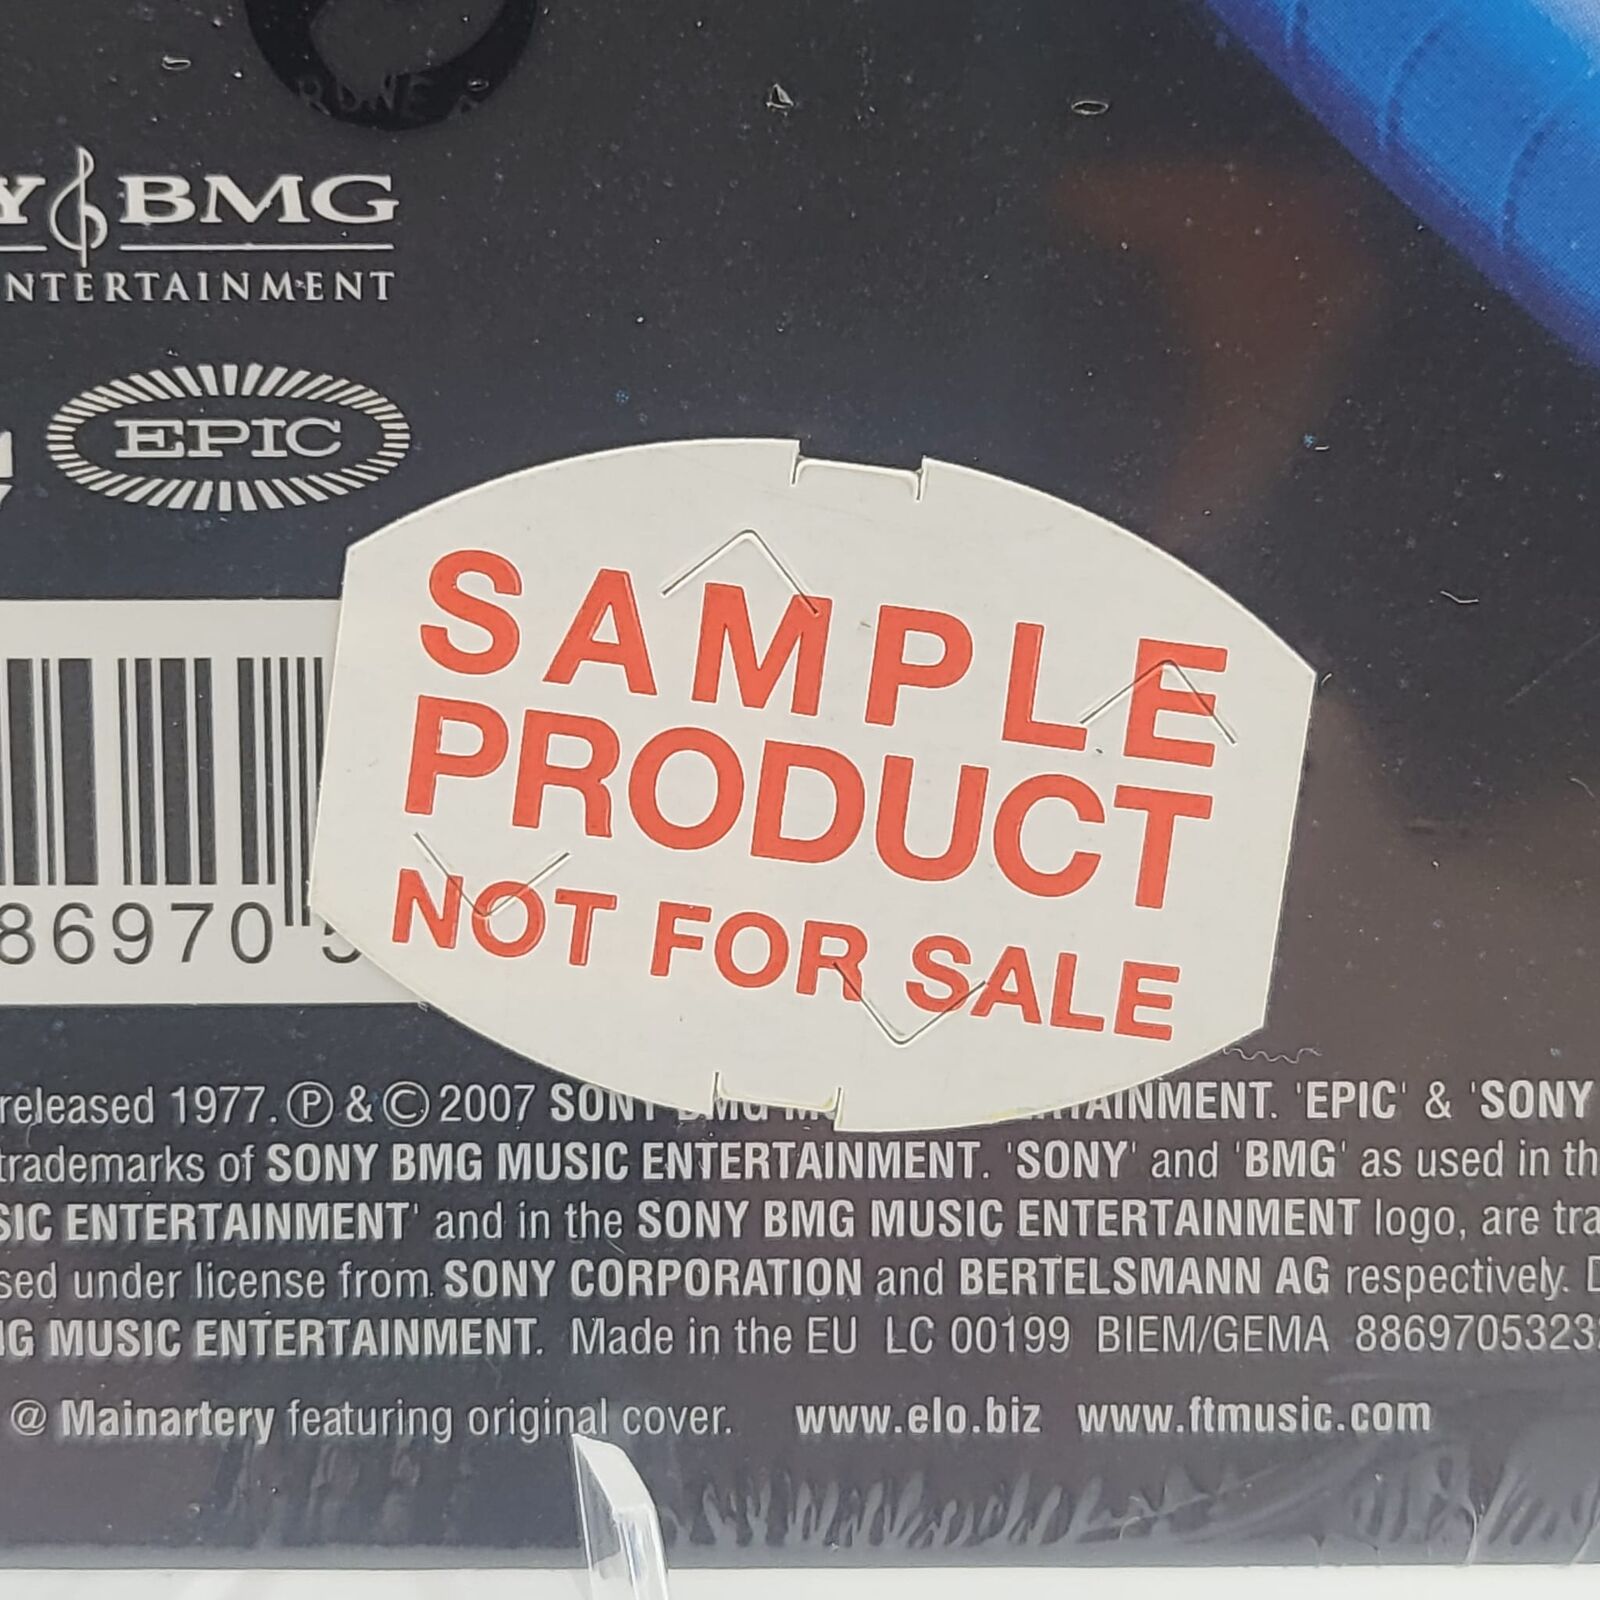 BMG
NTERTAINMENT
EPIC
SAMPLE
PRODUCT
NOT FOR SALE
86970
released 1977. Ⓟ & © 2007 SONY BMG 'EPIC' & 'SONY
trademarks of SONY BMG MUSIC ENTERTAINMENT. 'SONY' and 'BMG' as used in th
SIC ENTERTAINMENT' and in the SONY BMG MUSIC ENTERTAINMENT logo, are tra
sed under license from SONY CORPORATION and BERTELSMANN AG respectively.
MG MUSIC ENTERTAINMENT. Made in the EU LC 00199 BIEM/GEMA 8869705323
@ Mainartery featuring original cover. www.elo.biz www.ftmusic.com